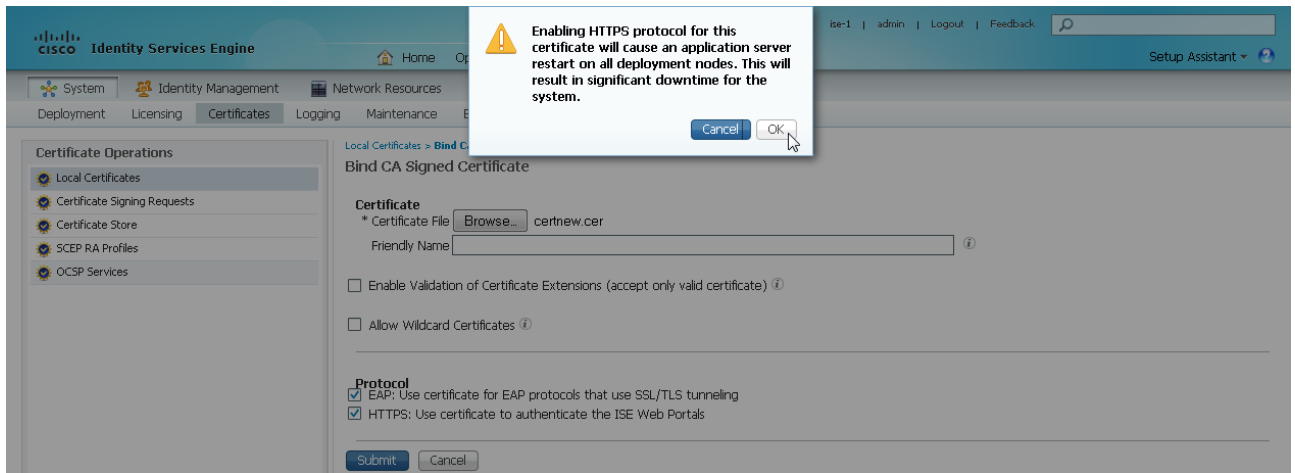 Enabling HTTPS protocol for this
certificate will cause an application server
restart on all deployment nodes. This will
result in significant downtime for the
system.
Cancel OK
cisco Identity Services Engine
ise-1 | admin | Logout | Feedback
Home
Setup Assistant
System Identity Management Network Resources
Deployment Licensing Certificates Logging Maintenance
Certificate Operations
Local Certificates
Certificate Signing Requests
Certificate Store
SCEP RA Profiles
OCSP Services
Local Certificates > Bind
Bind CA Signed Certificate
Certificate
* Certificate File Browse... certnew.cer
Friendly Name
Enable Validation of Certificate Extensions (accept only valid certificate)
Allow Wildcard Certificates
Protocol
EAP: Use certificate for EAP protocols that use SSL/TLS tunneling
HTTPS: Use certificate to authenticate the ISE Web Portals
Submit Cancel